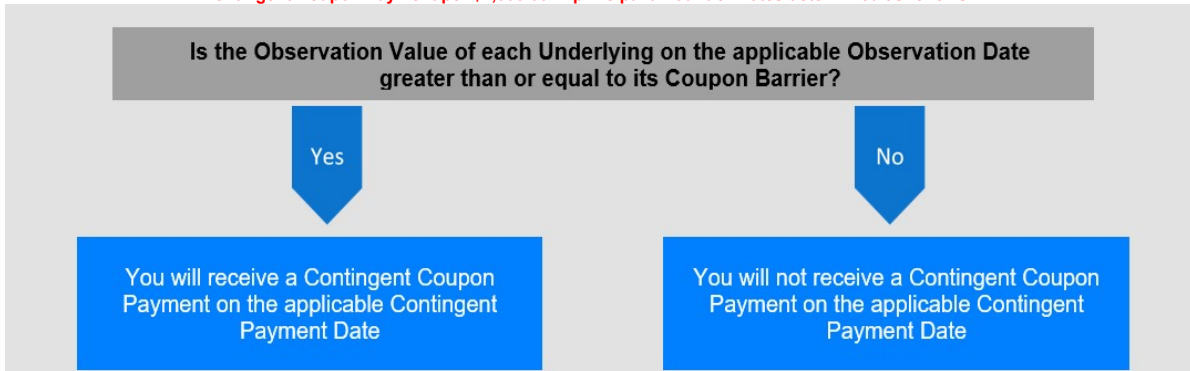 Is the Observation Value of each Underlying on the applicable Observation Date
greater than or equal to its Coupon Barrier?
Yes
No
You will receive a Contingent Coupon
Payment on the applicable Contingent
Payment Date
You will not receive a Contingent Coupon
Payment on the applicable Contingent
Payment Date